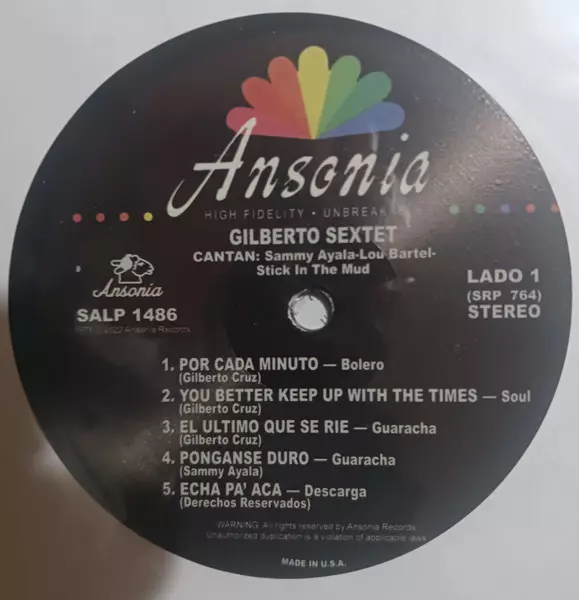 Ansonia
HIGH FIDELITY • UNBREAKABLE
GILBERTO SEXTET
CANTAN: Sammy Ayala-Lou Bartel-
Stick In The Mud
Ansonia
SALP 1486
2022 Ansonia Records
LADO 1
(SRP 764)
STEREO
1. POR CADA MINUTO — Bolero
(Gilberto Cruz)
2. YOU BETTER KEEP UP WITH THE TIMES — Soul
(Gilberto Cruz)
3. EL ULTIMO QUE SE RIE — Guaracha
(Gilberto Cruz)
4. PONGANSE DURO — Guaracha
(Sammy Ayala)
5. ECHA PA' ACA — Descarga
(Derechos Reservados)
WARNING: All rights reserved by Ansonia Records.
Unauthorized duplication is a violation of applicable laws
MADE IN U.S.A.